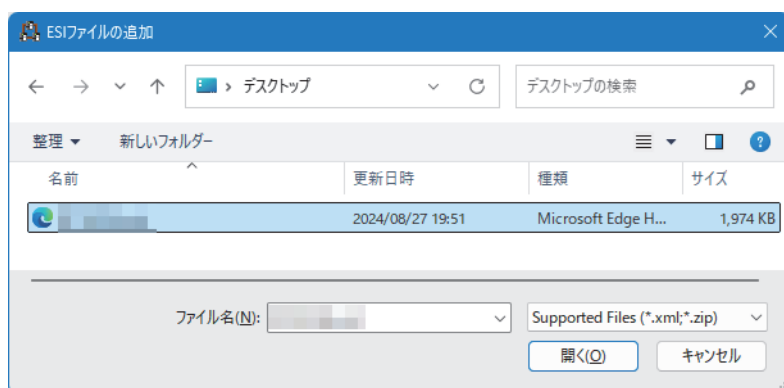 ESIファイルの追加
デスクトップ
デスクトップの検索
整理
新しいフォルダー
名前 更新日時 種類 サイズ
2024/08/27 19:51 Microsoft Edge H... 1,974 KB
ファイル名(N): Supported Files (*.xml;*.zip)
開く(O) キャンセル